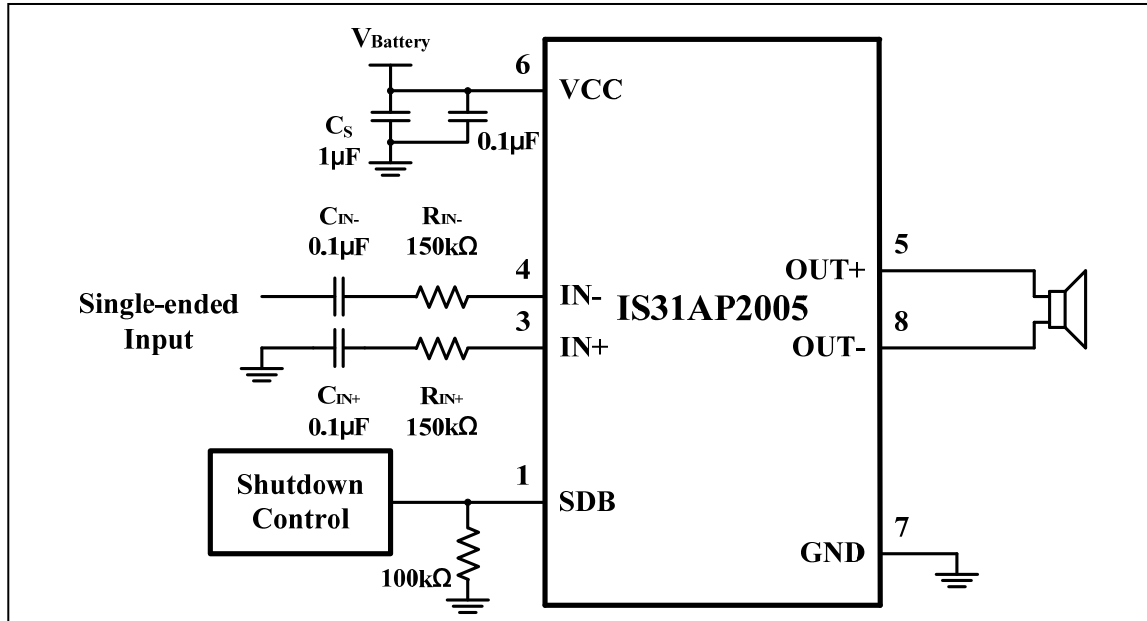 VBattery
6
VCC
CS
1µF
0.1µF
CIN-
0.1µF
RIN-
150kΩ
4
IN-
Single-ended
Input
3
IN+
CIN+
0.1µF
RIN+
150kΩ
IS31AP2005
5
OUT+
8
OUT-
Shutdown
Control
1
SDB
100kΩ
7
GND